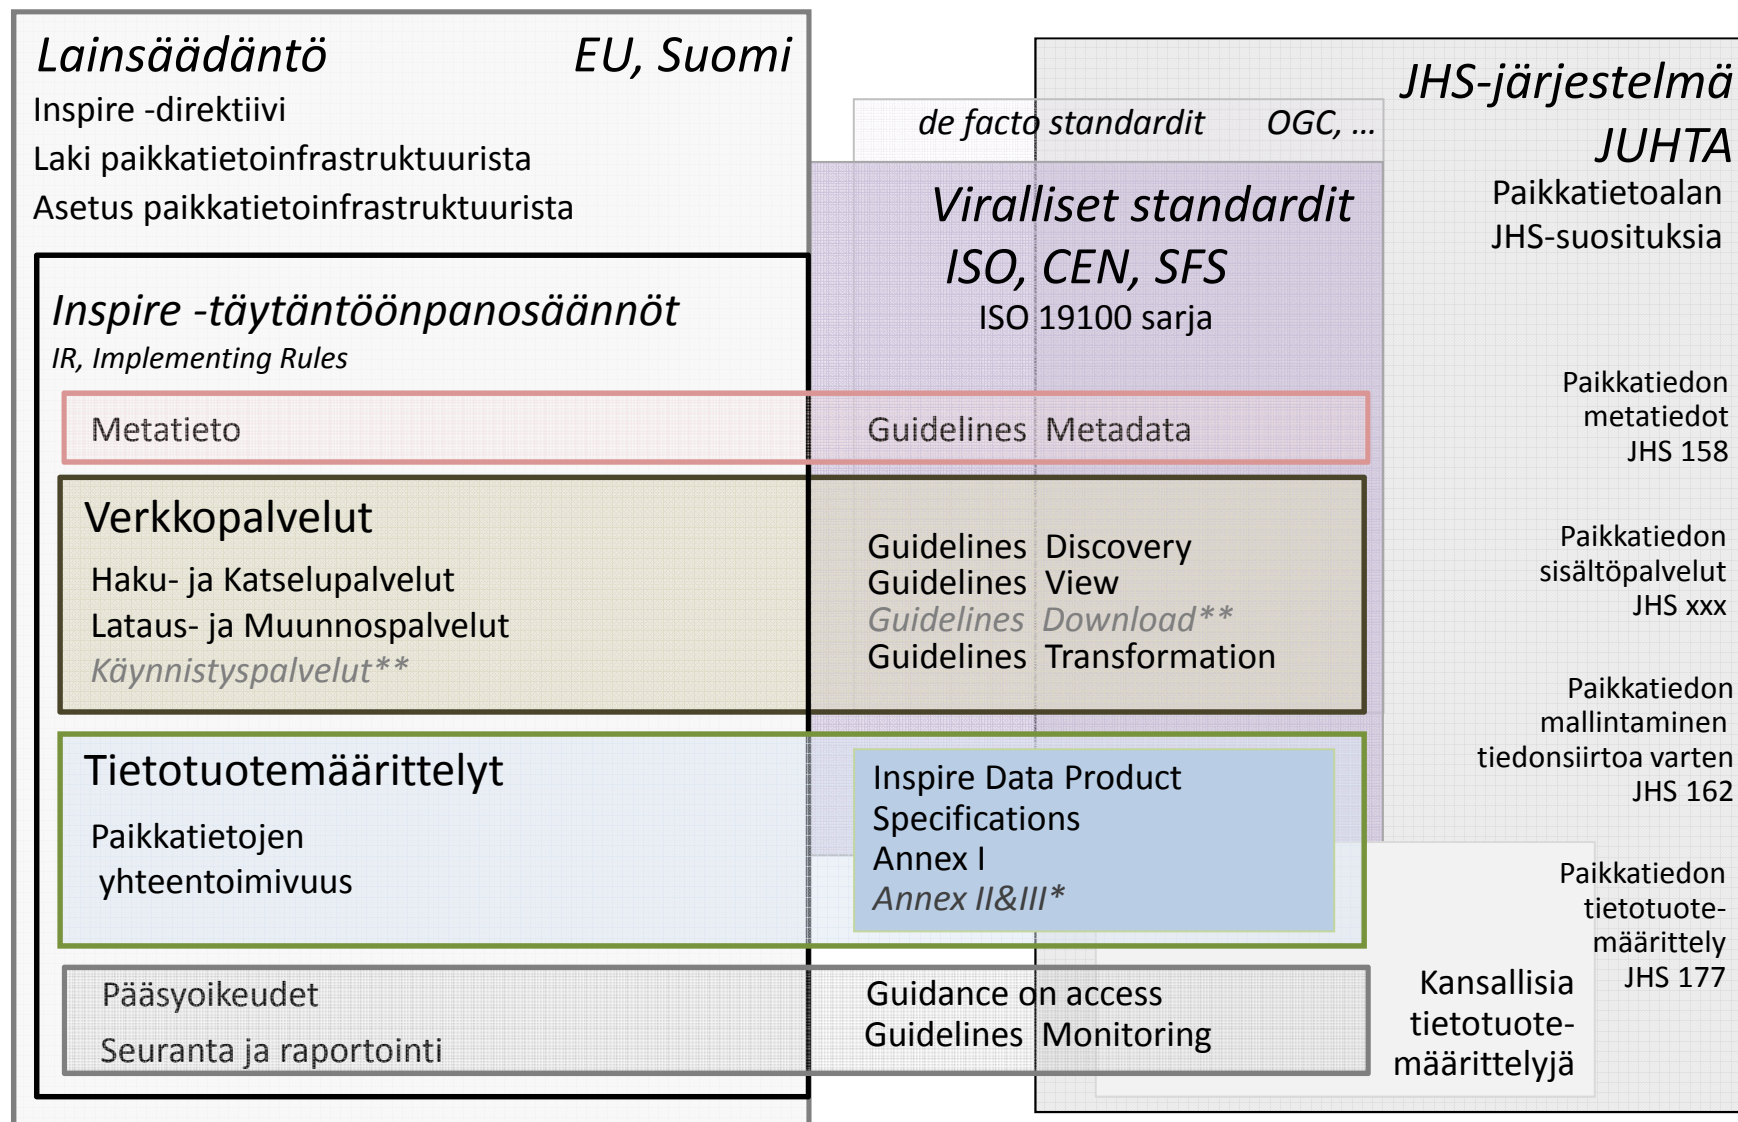 Lainsäädäntö EU, Suomi
Inspire -direktiivi
Laki paikkatietoinfrastruktuurista
Asetus paikkatietoinfrastruktuurista
Inspire -täytäntöönpanosäännöt
IR, Implementing Rules
de facto standardit OGC, ...
Viralliset standardit
ISO, CEN, SFS
ISO 19100 sarja
JHS-järjestelmä
JUHTA
Paikkatietoalan
JHS-suosituksia
Metatieto
Guidelines Metadata
Paikkatiedon
metatiedot
JHS 158
Verkkopalvelut
Haku- ja Katselupalvelut
Lataus- ja Muunnospalvelut
Käynnistyspalvelut**
Guidelines Discovery
Guidelines View
Guidelines Download**
Guidelines Transformation
Paikkatiedon
sisältöpalvelut
JHS xxx
Paikkatiedon
mallintaminen
tiedonsiirtoa varten
JHS 162
Tietotuotemäärittelyt
Paikkatietojen
yhteentoimivuus
Inspire Data Product
Specifications
Annex I
Annex II&III*
Paikkatiedon
tietotuote-
määrittely
JHS 177
Pääsyoikeudet
Seuranta ja raportointi
Guidance on access
Guidelines Monitoring
Kansallisia
tietotuote-
määrittelyjä